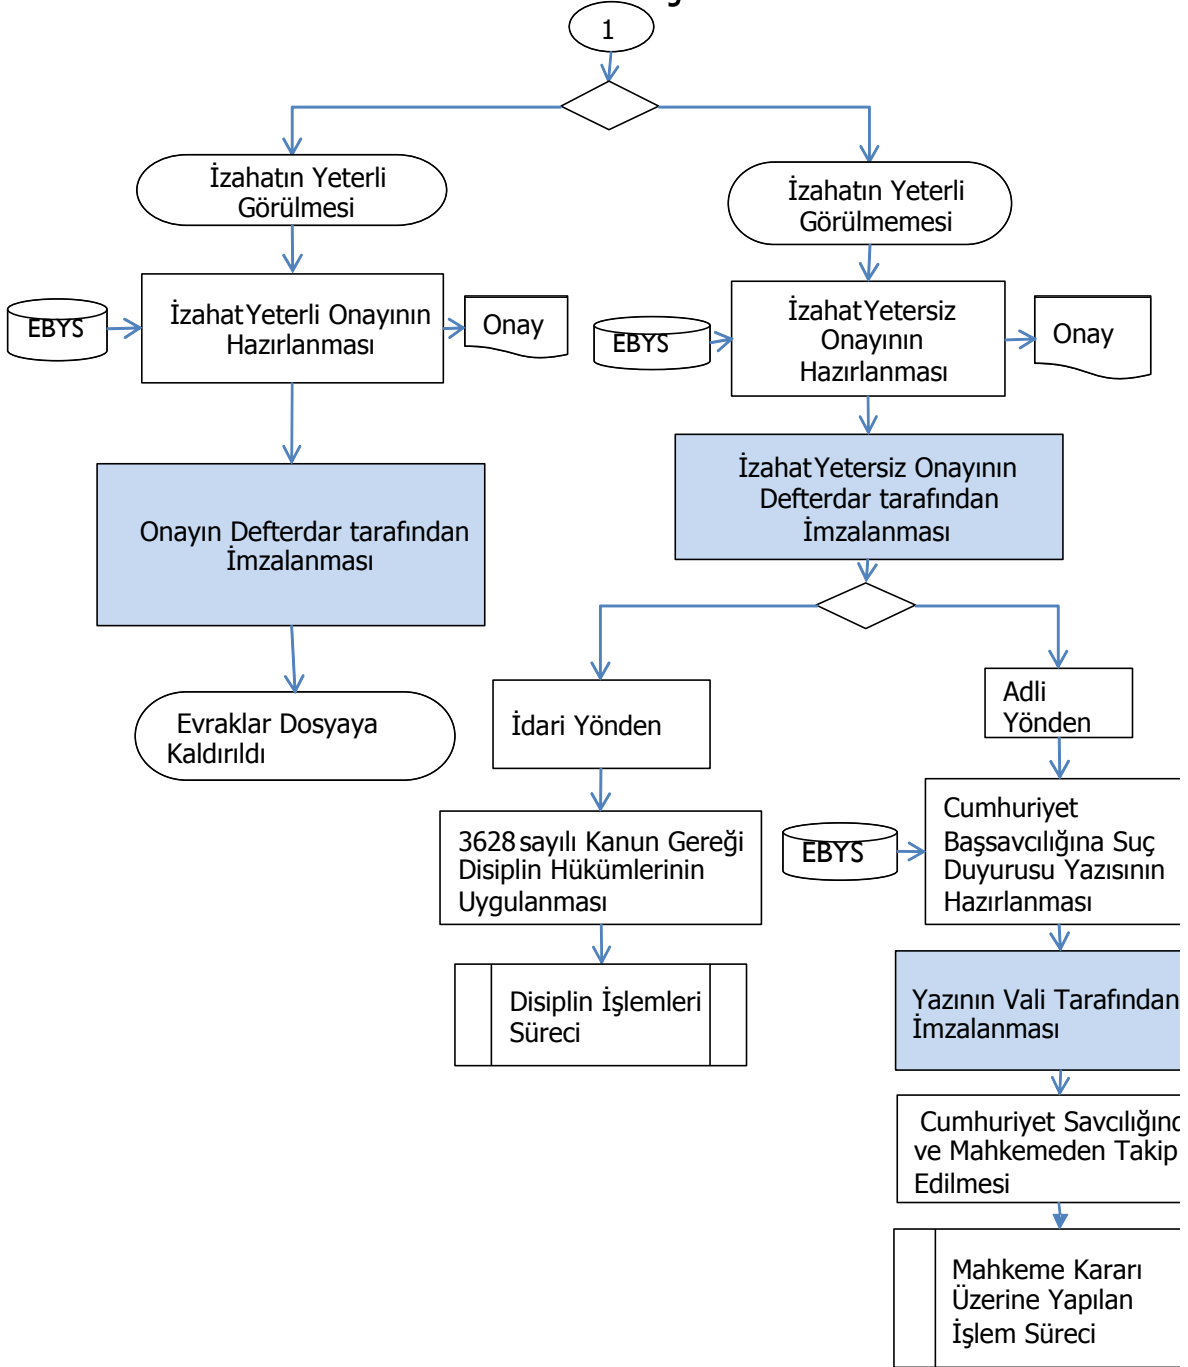 1
İzahatın Yeterli
Görülmesi
İzahatın Yeterli
Görülmemesi
EBYS
İzahat Yeterli Onayının
Hazırlanması
Onay
EBYS
İzahat Yetersiz
Onayının
Hazırlanması
Onay
Onayın Defterdar tarafından
İmzalanması
İzahat Yetersiz Onayının
Defterdar tarafından
İmzalanması
Evraklar Dosyaya
Kaldırıldı
İdari Yönden
Adli
Yönden
3628 sayılı Kanun Gereği
Disiplin Hükümlerinin
Uygulanması
EBYS
Cumhuriyet
Başsavcılığına Suç
Duyurusu Yazısının
Hazırlanması
Disiplin İşlemleri
Süreci
Yazının Vali Tarafından
İmzalanması
Cumhuriyet
ve Mahkemeden Takip
Edilmesi
Mahkeme Kararı
Üzerine Yapılan
İşlem Süreci